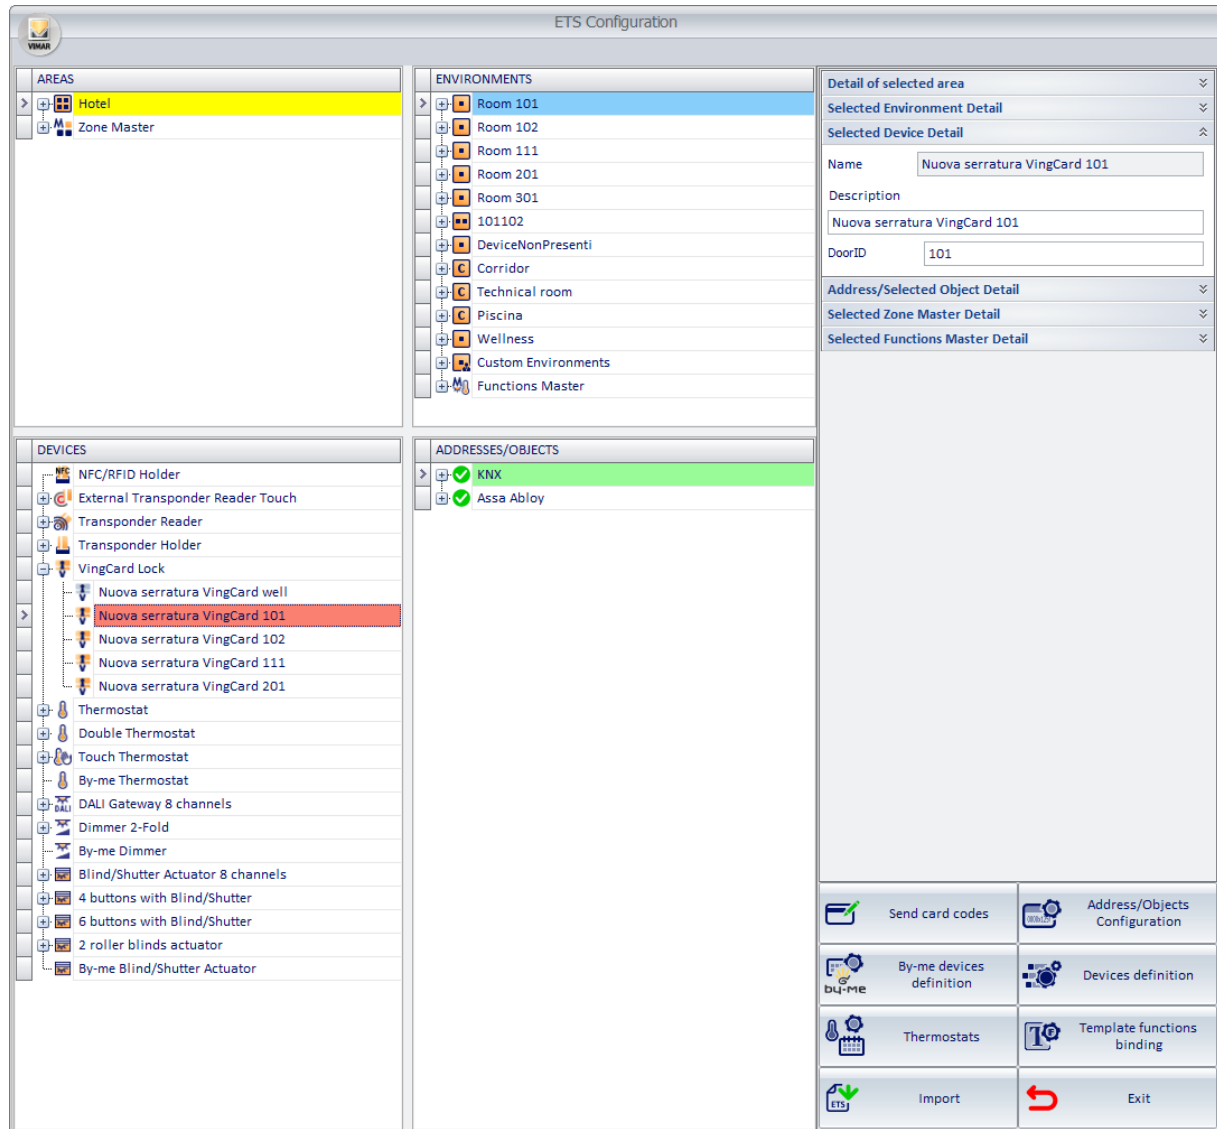 ETS Configuration
VIMAR
AREAS
Hotel
Zone Master
ENVIRONMENTS
Room 101
Room 102
Room 111
Room 201
Room 301
101102
DeviceNonPresenti
Corridor
Technical room
Piscina
Wellness
Custom Environments
Functions Master
DEVICES
NFC/RFID Holder
External Transponder Reader Touch
Transponder Reader
Transponder Holder
VingCard Lock
Nuova serratura VingCard well
Nuova serratura VingCard 101
Nuova serratura VingCard 102
Nuova serratura VingCard 111
Nuova serratura VingCard 201
Thermostat
Double Thermostat
Touch Thermostat
By-me Thermostat
DALI Gateway 8 channels
Dimmer 2-Fold
By-me Dimmer
Blind/Shutter Actuator 8 channels
4 buttons with Blind/Shutter
6 buttons with Blind/Shutter
2 roller blinds actuator
By-me Blind/Shutter Actuator
ADDRESSES/OBJECTS
KNX
Assa Abloy
Detail of selected area
Selected Environment Detail
Selected Device Detail
Name Nuova serratura VingCard 101
Description
Nuova serratura VingCard 101
DoorID 101
Address/Selected Object Detail
Selected Zone Master Detail
Selected Functions Master Detail
Send card codes
Address/Objects
Configuration
by-me
By-me devices
definition
Devices definition
Thermostats
Template functions
binding
ETS
Import
Exit